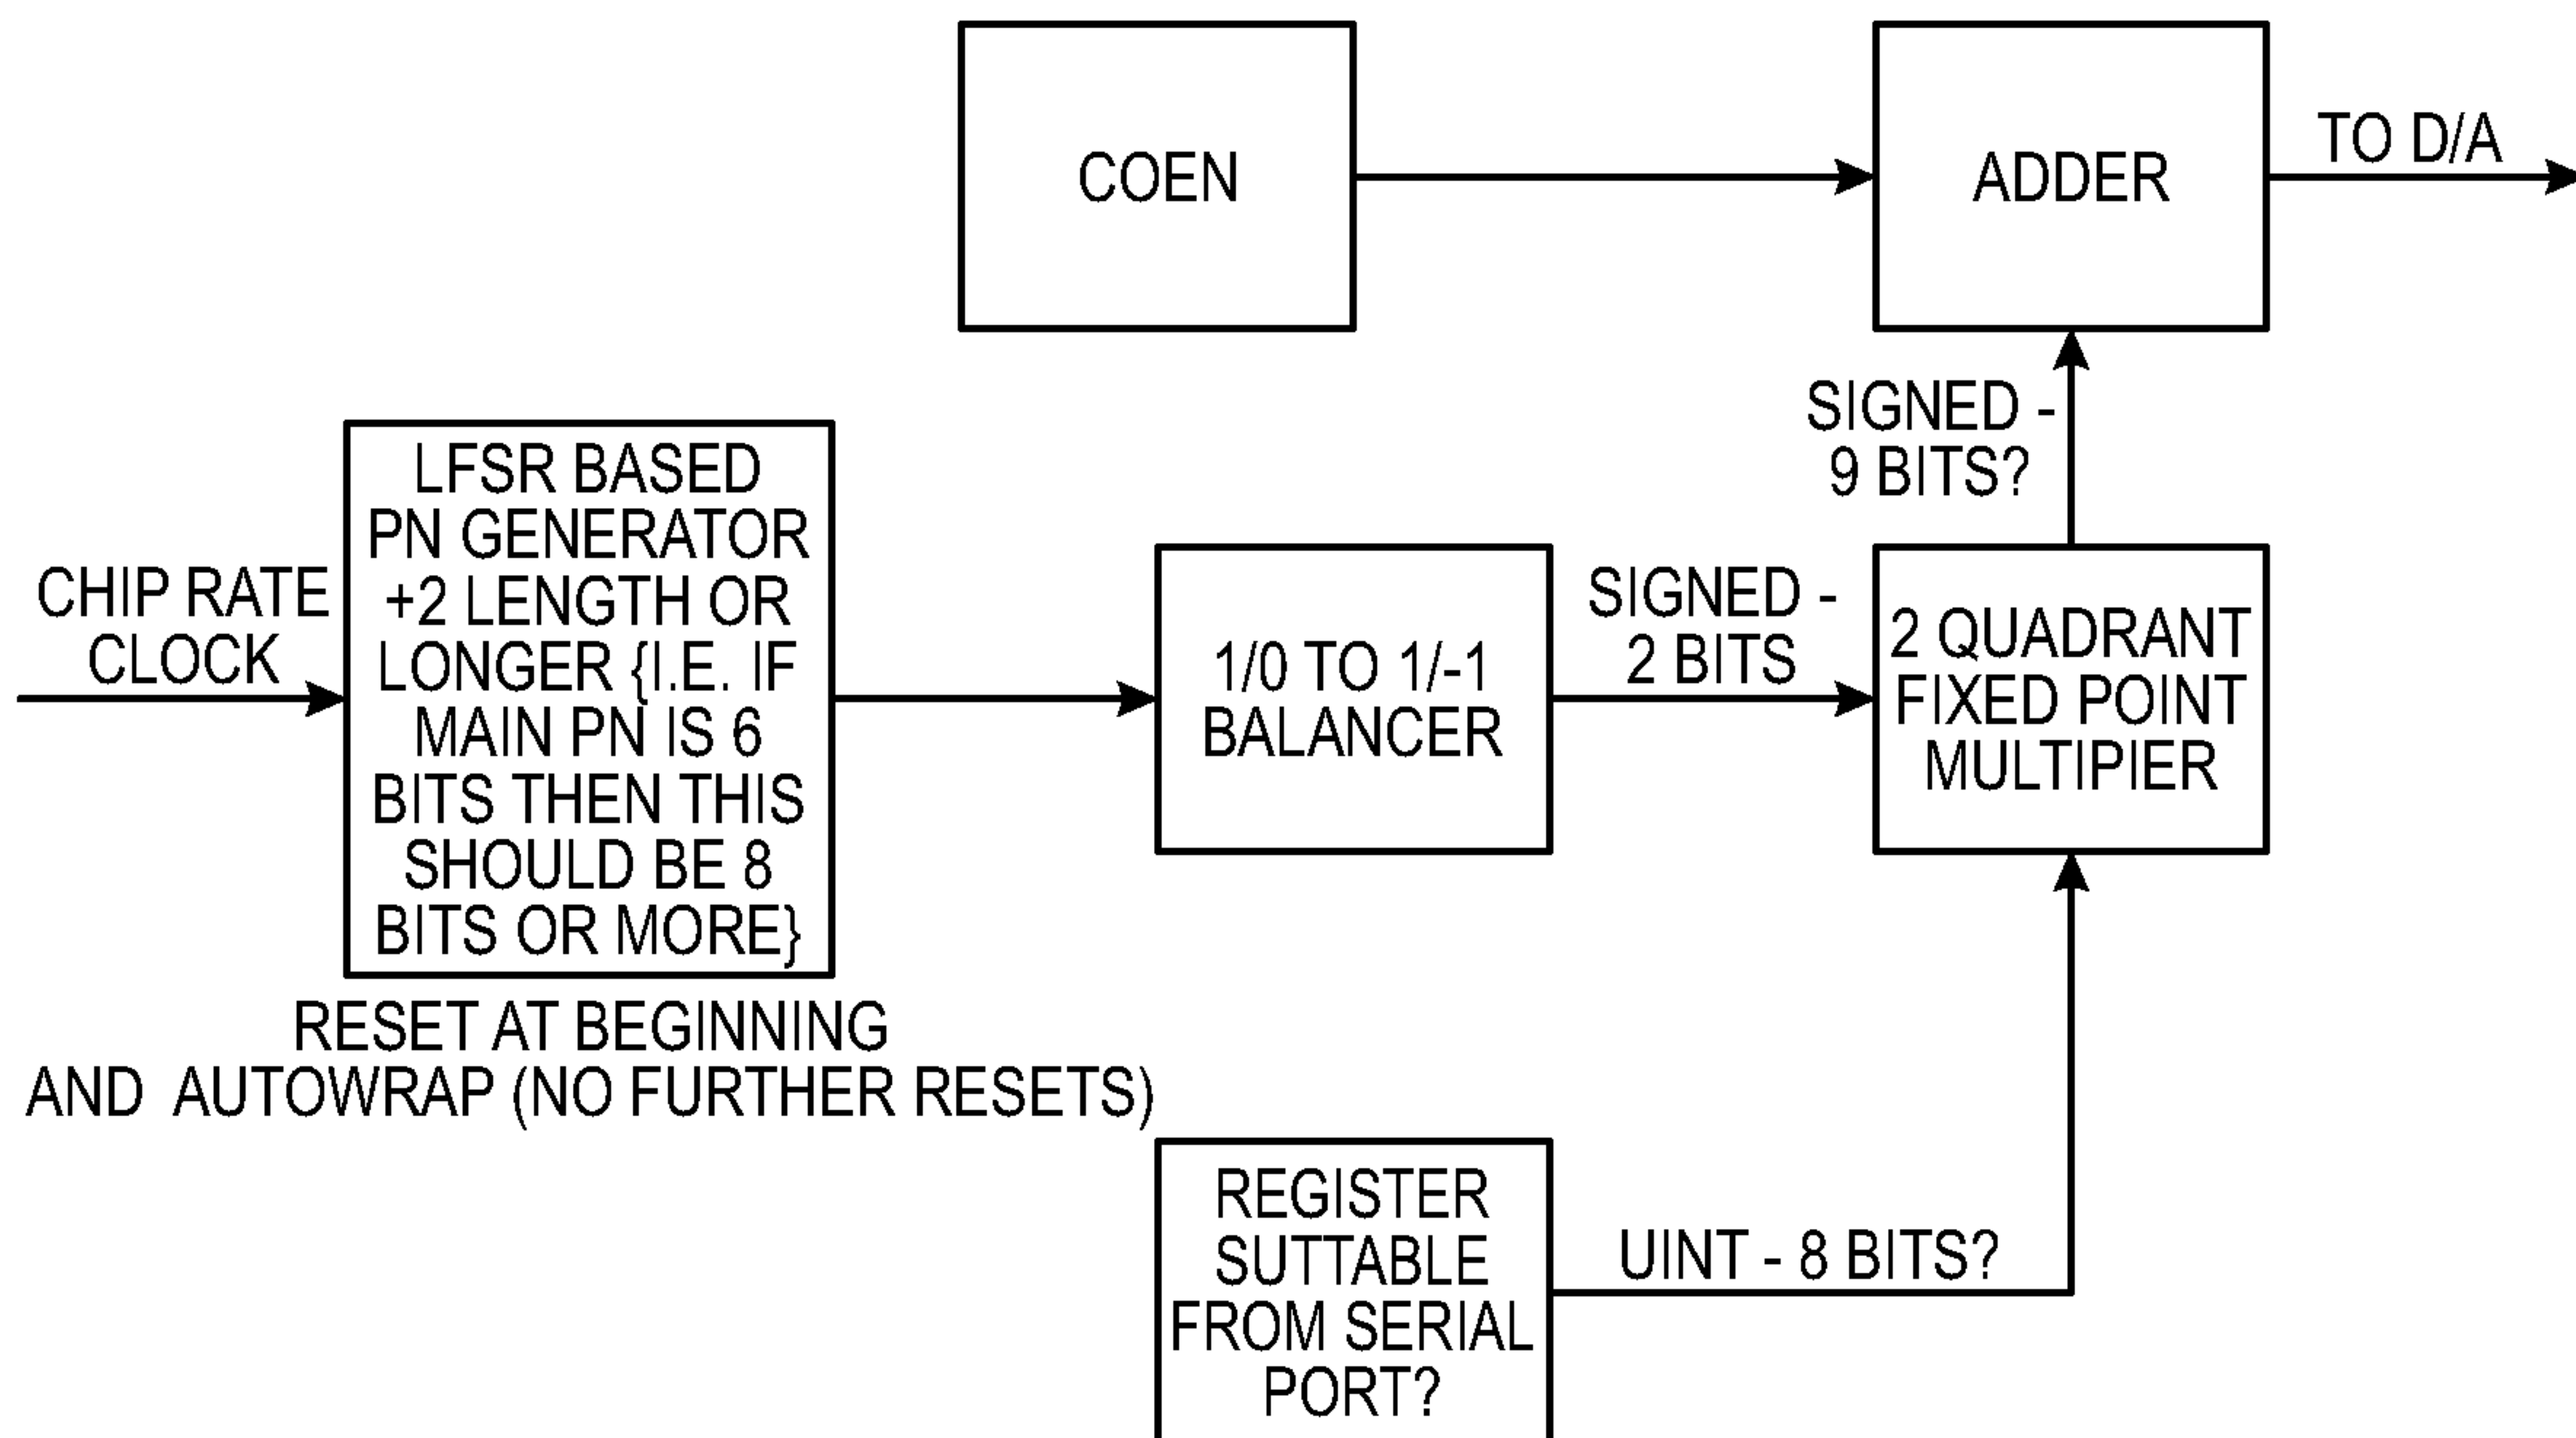 COEN
ADDER
TO D/A
SIGNED -
9 BITS?
CHIP RATE
CLOCK
LFSR BASED
PN GENERATOR
+2 LENGTH OR
LONGER {I.E. IF
MAIN PN IS 6
BITS THEN THIS
SHOULD BE 8
BITS OR MORE}
1/0 TO 1/-1
BALANCER
SIGNED -
2 BITS
2 QUADRANT
FIXED POINT
MULTIPIER
RESET AT BEGINNING
AND AUTOWRAP (NO FURTHER RESETS)
REGISTER
SUTTABLE
FROM SERIAL
PORT?
UINT - 8 BITS?